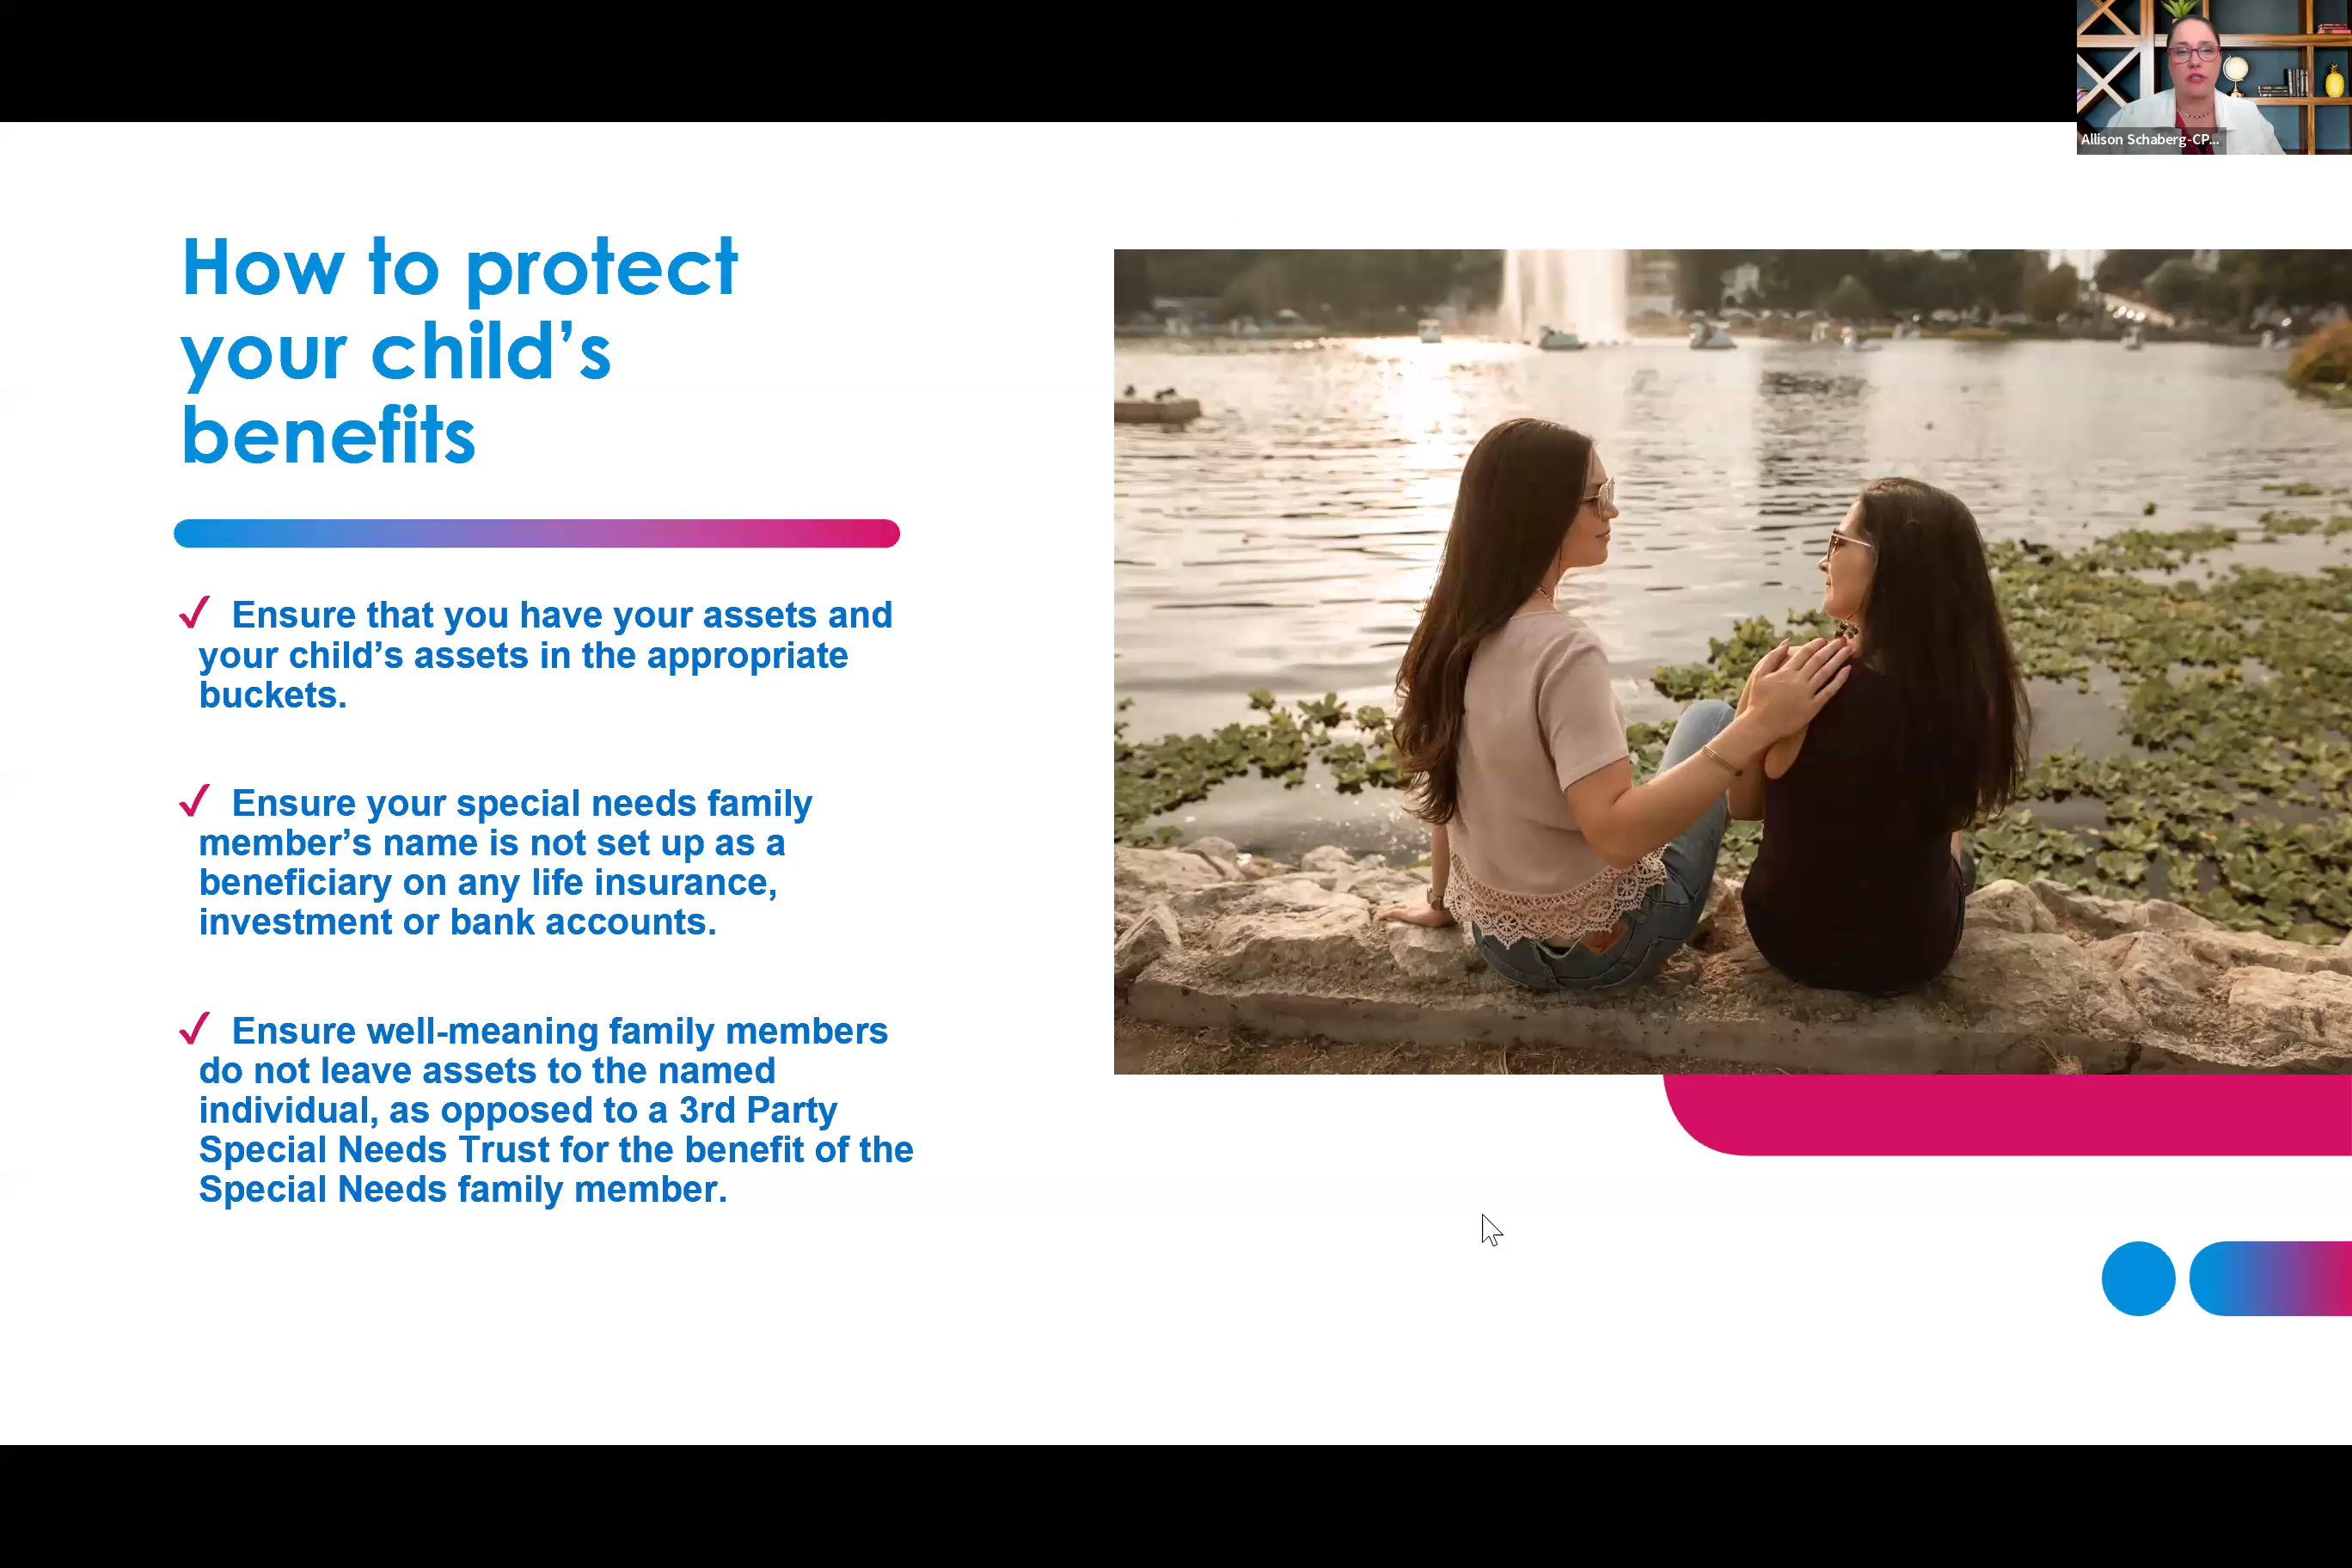 Allison Schaberg-CP...
How to protect
your child's
benefits
✓ Ensure that you have your assets and
your child's assets in the appropriate
buckets.
✓ Ensure your special needs family
member's name is not set up as a
beneficiary on any life insurance,
investment or bank accounts.
✓ Ensure well-meaning family members
do not leave assets to the named
individual, as opposed to a 3rd Party
Special Needs Trust for the benefit of the
Special Needs family member.